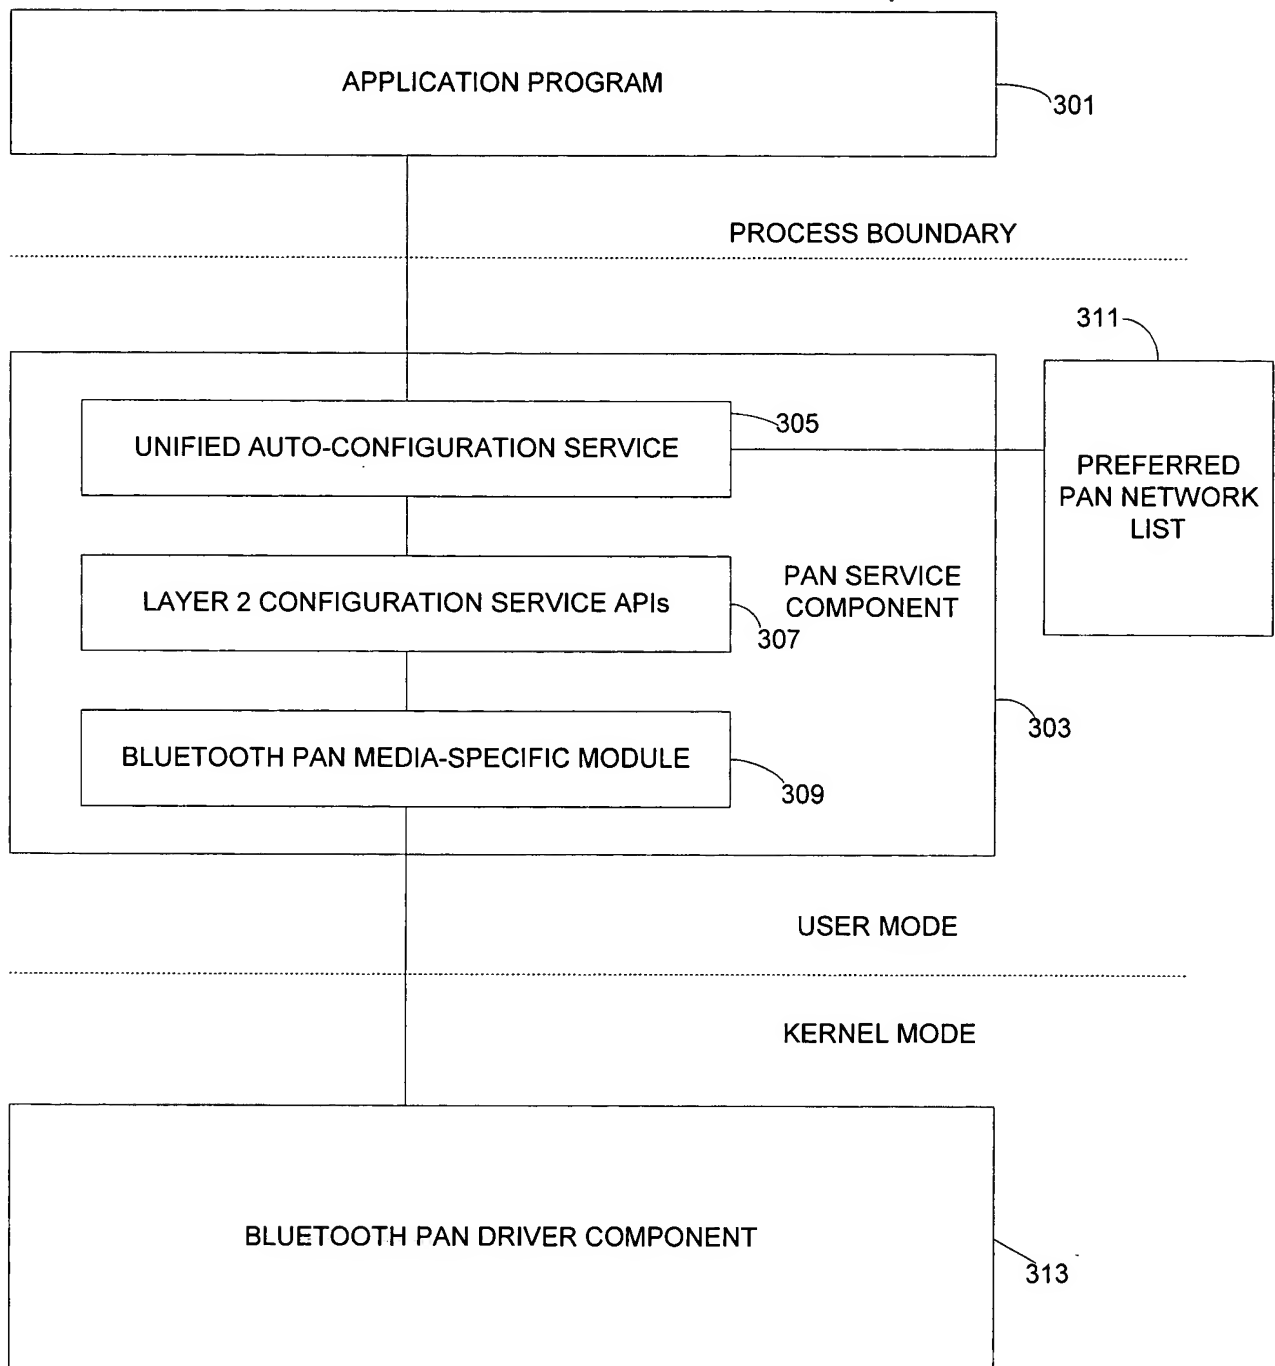 APPLICATION PROGRAM
301
PROCESS BOUNDARY
311
UNIFIED AUTO-CONFIGURATION SERVICE
305
PREFERRED
PAN NETWORK
LIST
LAYER 2 CONFIGURATION SERVICE APIs
307
PAN SERVICE
COMPONENT
303
BLUETOOTH PAN MEDIA-SPECIFIC MODULE
309
USER MODE
KERNEL MODE
BLUETOOTH PAN DRIVER COMPONENT
313